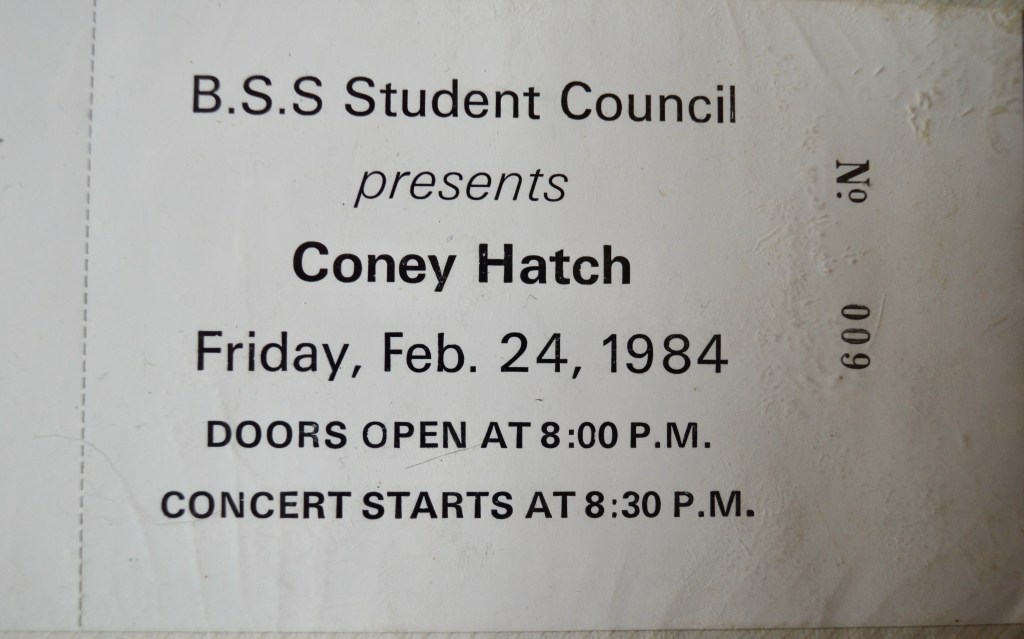 B.S.S Student Council
presents
Coney Hatch
Friday, Feb. 24, 1984
DOORS OPEN AT 8:00 P.M.
CONCERT STARTS AT 8:30 P.M.
Nº 009